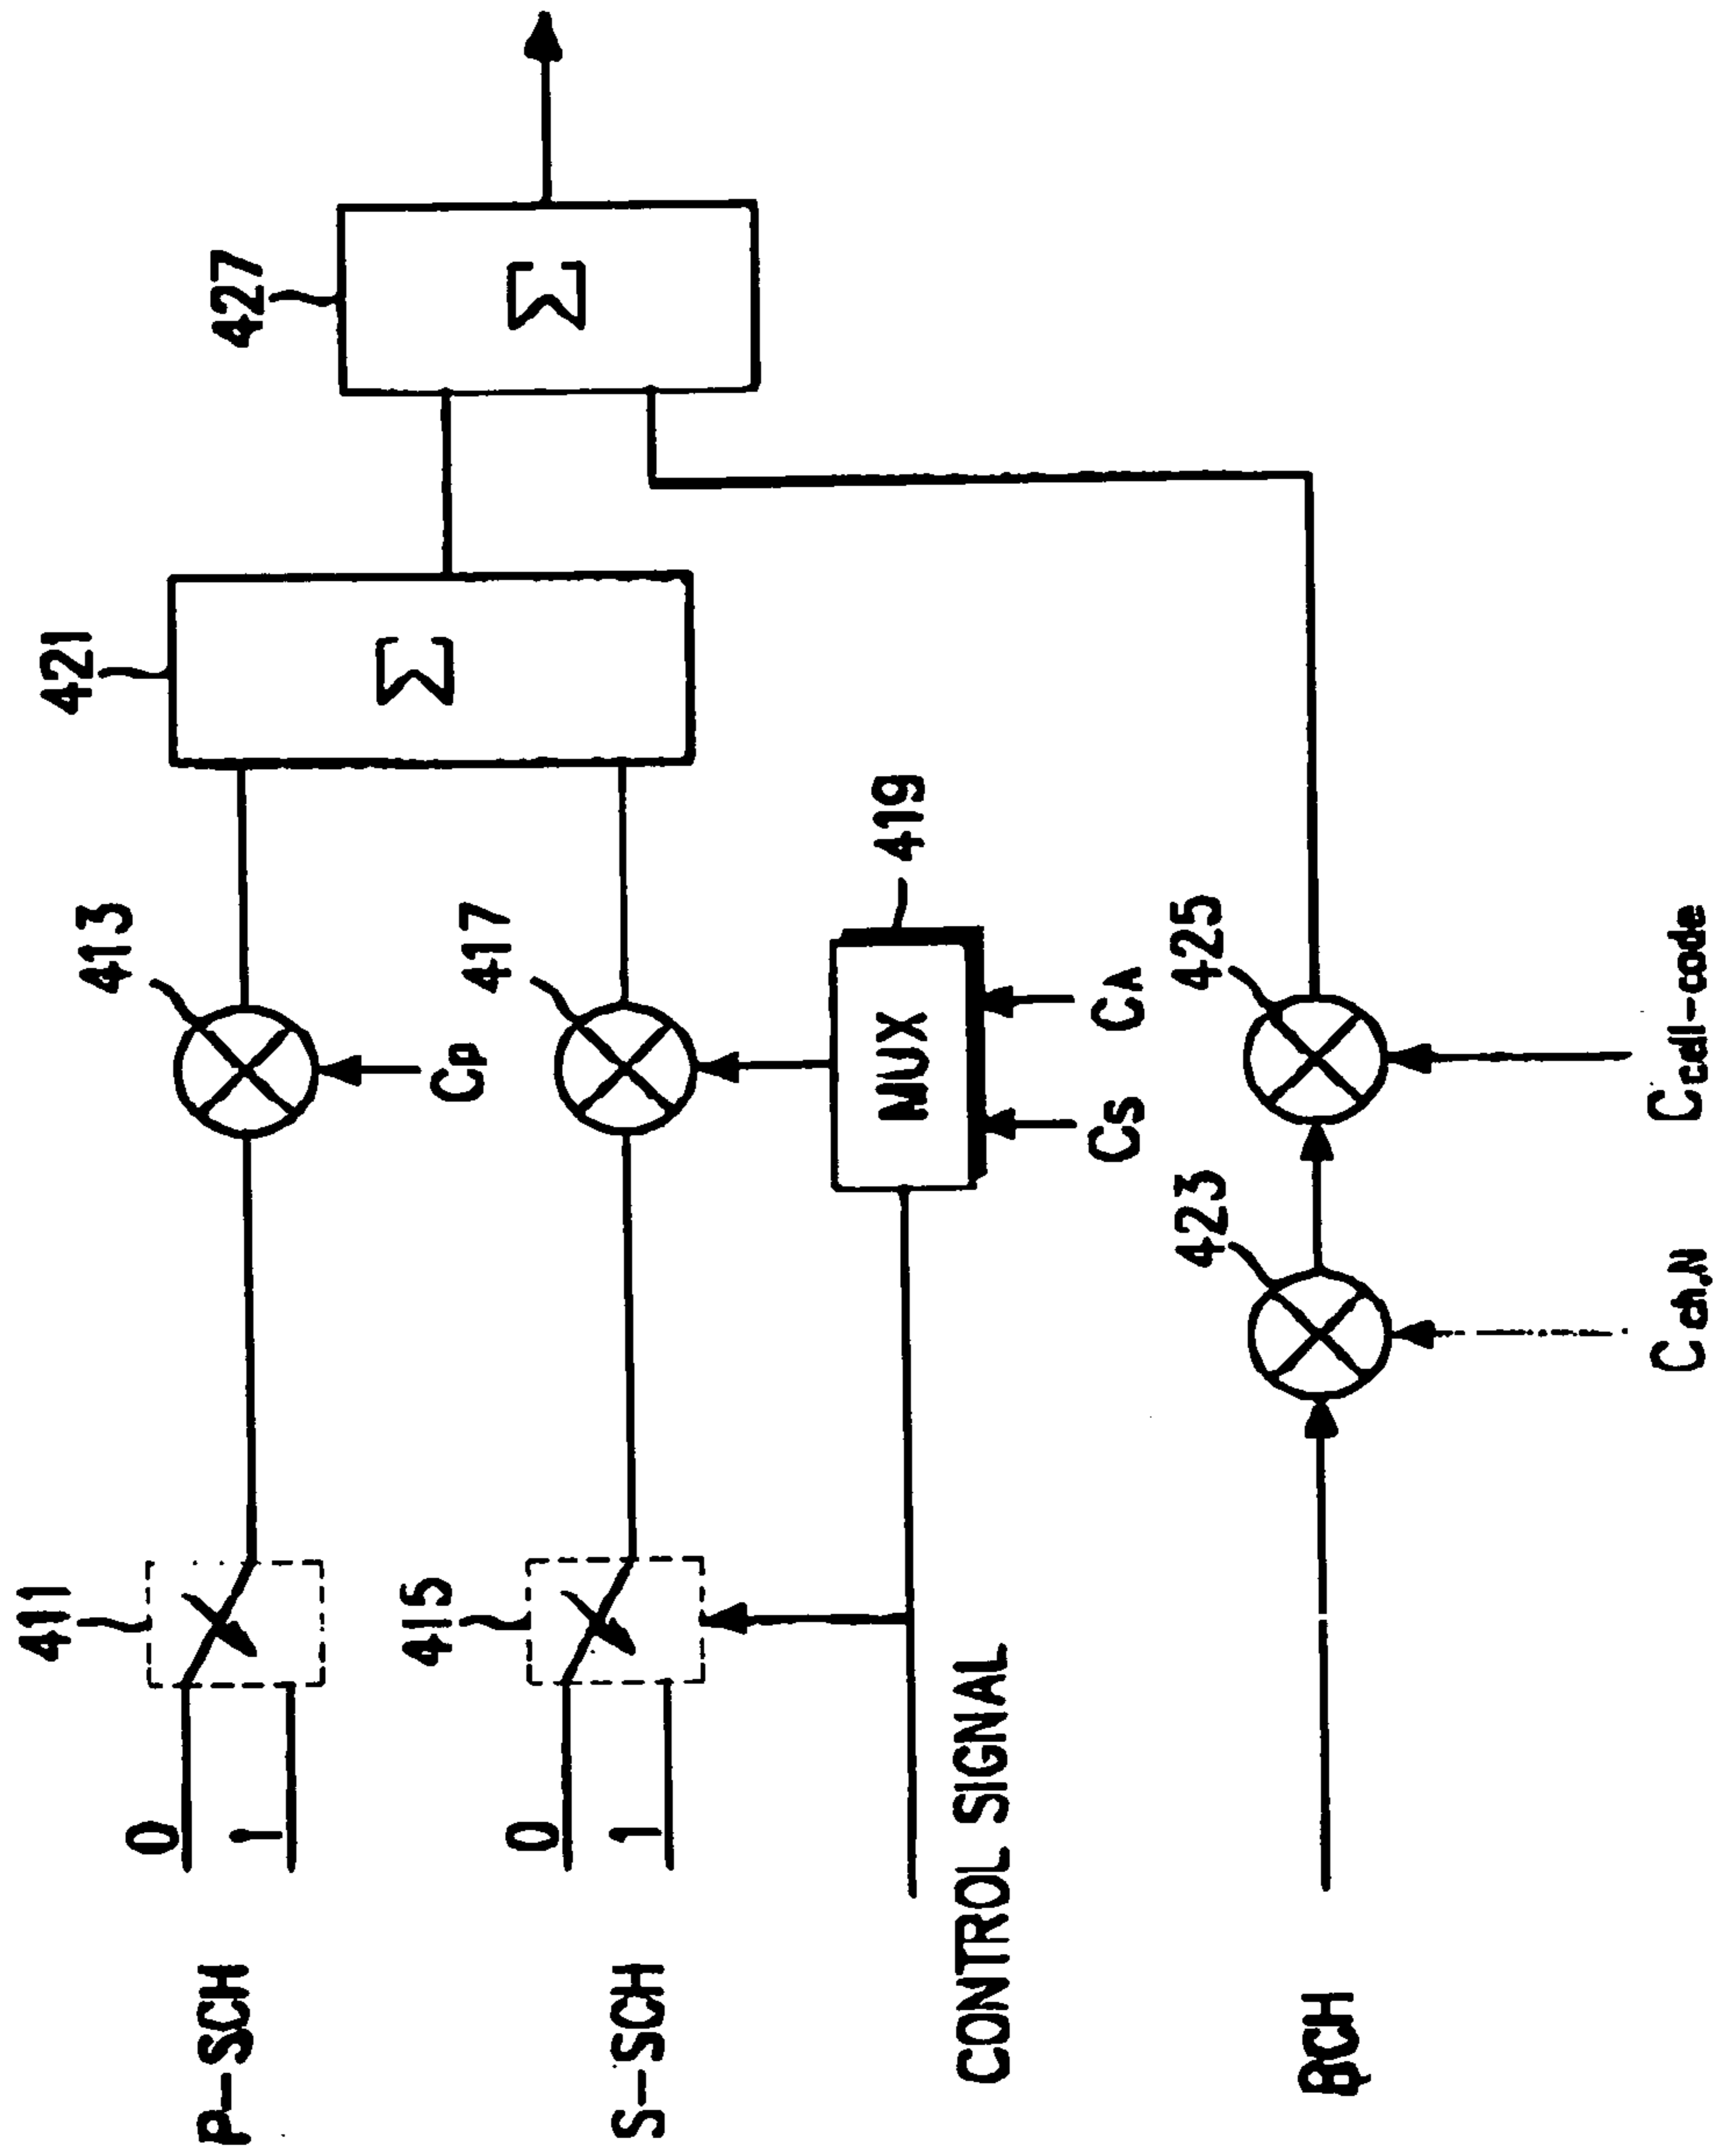 P-SCH
0
1
411
413
Cp
421
Σ
427
Σ
S-SCH
0
1
415
417
CONTROL SIGNAL
MUX
419
Cs
CA
BCH
423
Cch.N
425
Ccell-code